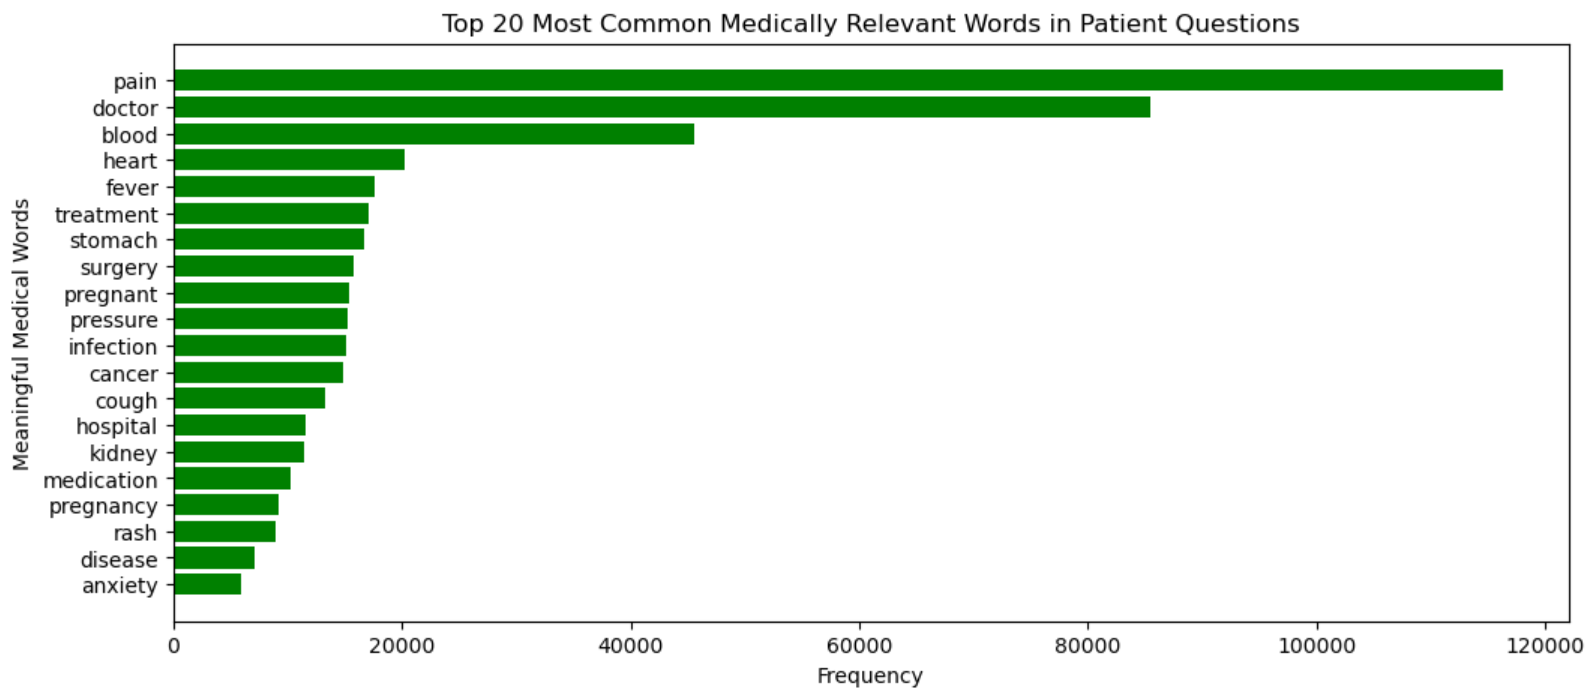 Top 20 Most Common Medically Relevant Words in Patient Questions
Meaningful Medical Words
pain
doctor
blood
heart
fever
treatment
stomach
surgery
pregnant
pressure
infection
cancer
cough
hospital
kidney
medication
pregnancy
rash
disease
anxiety
0 20000 40000 60000 80000 100000 120000
Frequency